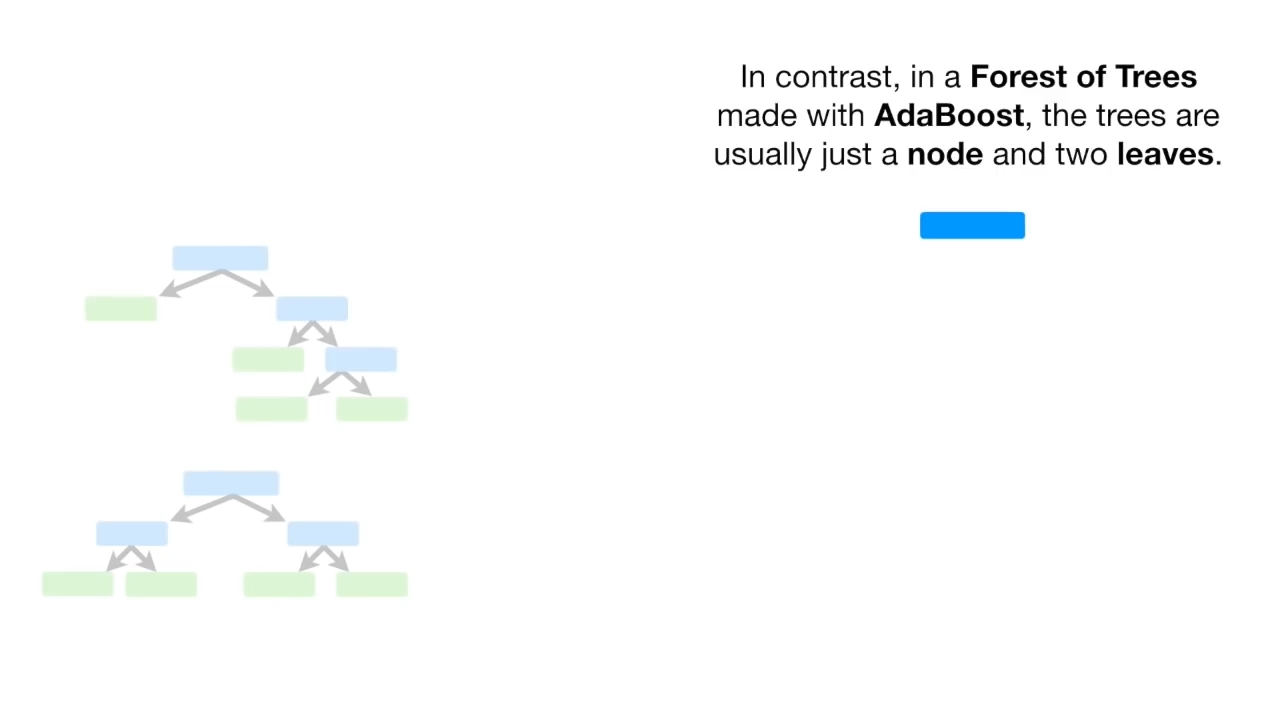 In contrast, in a Forest of Trees
made with AdaBoost, the trees are
usually just a node and two leaves.